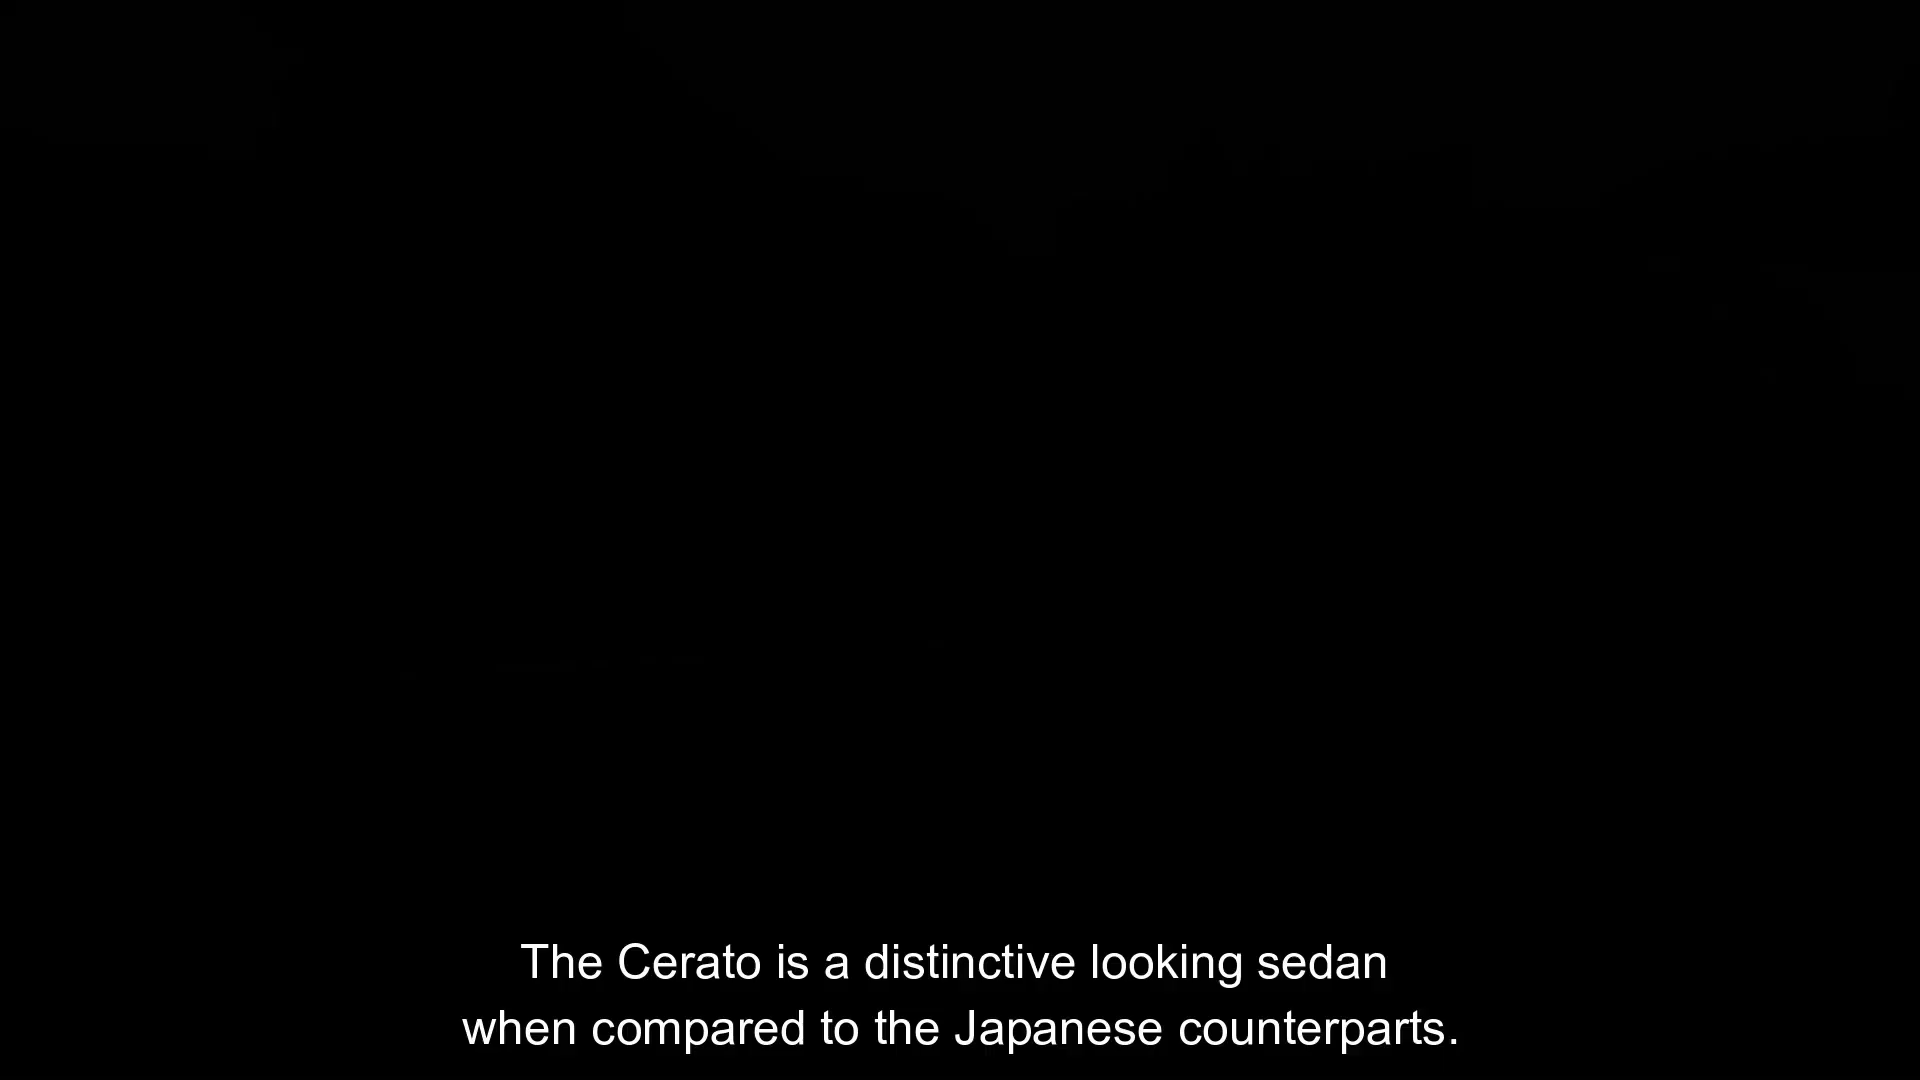 The Cerato is a distinctive looking sedan
when compared to the Japanese counterparts.